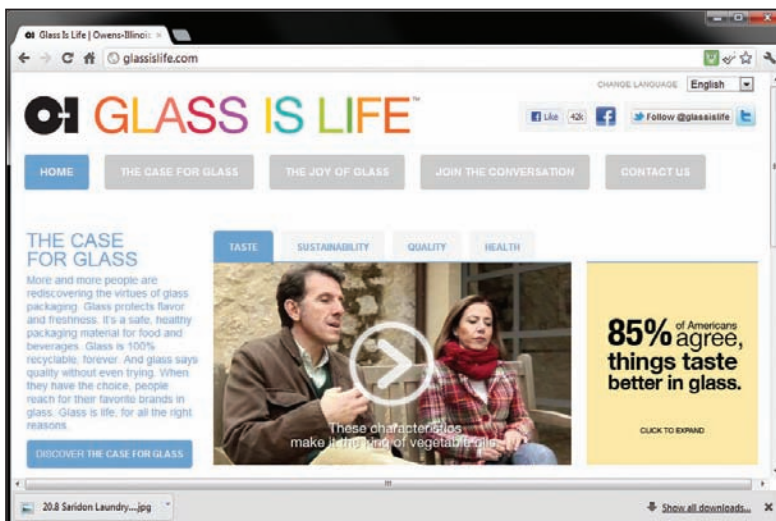 Glass Is Life | Owens-Illinois
glassislife.com
CHANGE LANGUAGE English
O-I GLASS IS LIFE™
Like 42k
Follow @glassislife
HOME
THE CASE FOR GLASS
THE JOY OF GLASS
JOIN THE CONVERSATION
CONTACT US
THE CASE
FOR GLASS
More and more people are
rediscovering the virtues of glass
packaging. Glass protects flavor
and freshness. It's a safe, healthy
packaging material for food and
beverages. Glass is 100%
recyclable, forever. And glass says
quality without even trying. When
they have the choice, people
reach for their favorite brands in
glass. Glass is life, for all the right
reasons.
DISCOVER THE CASE FOR GLASS
TASTE
SUSTAINABILITY
QUALITY
HEALTH
These characteristics
make it the king of vegetable oils.
85% of Americans
agree,
things taste
better in glass.
CLICK TO EXPAND
20.8 Saridon Laundry....jpg
Show all downloads...